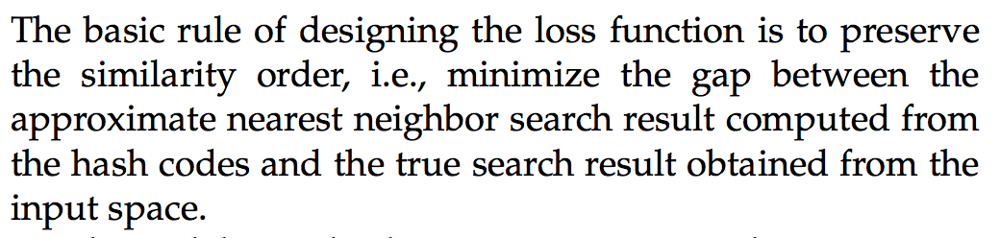 The basic rule of designing the loss function is to preserve
the similarity order, i.e., minimize the gap between the
approximate nearest neighbor search result computed from
the hash codes and the true search result obtained from the
input space.